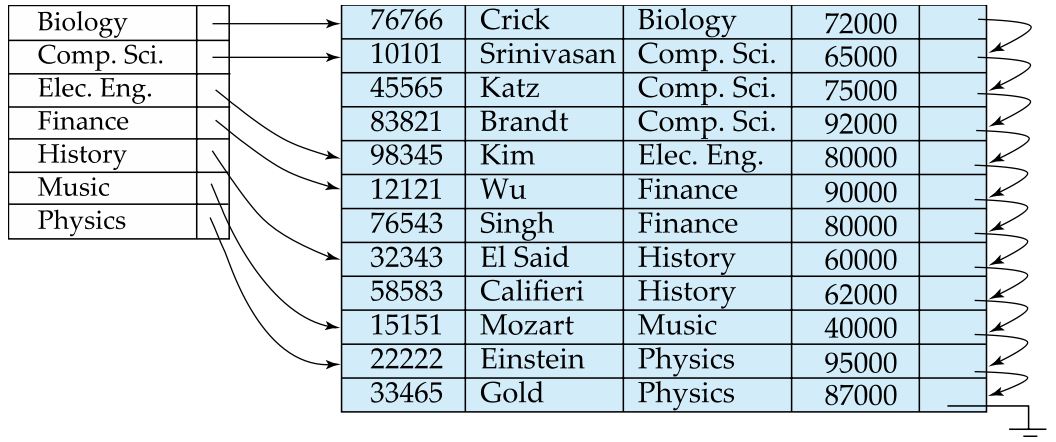 Biology
Comp. Sci.
Elec. Eng.
Finance
History
Music
Physics
76766 Crick Biology 72000
10101 Srinivasan Comp. Sci. 65000
45565 Katz Comp. Sci. 75000
83821 Brandt Comp. Sci. 92000
98345 Kim Elec. Eng. 80000
12121 Wu Finance 90000
76543 Singh Finance 80000
32343 El Said History 60000
58583 Califieri History 62000
15151 Mozart Music 40000
22222 Einstein Physics 95000
33465 Gold Physics 87000